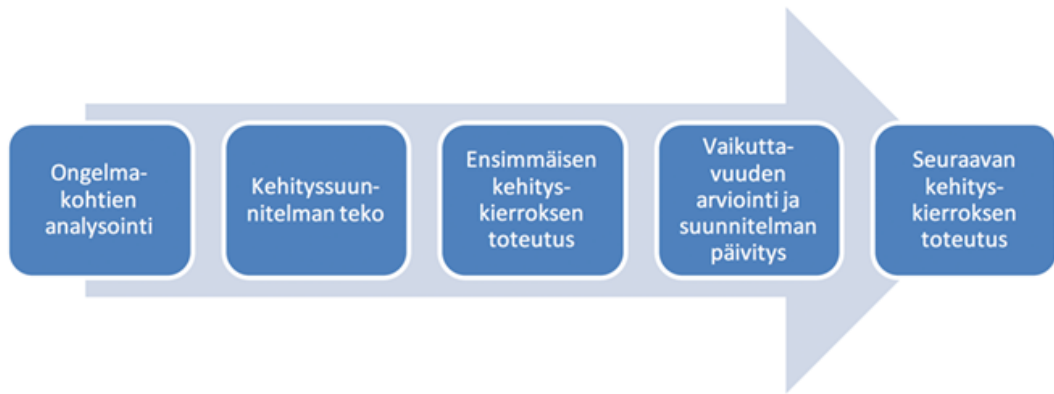 Ongelma-
kohtien
analysointi
Kehityssuun-
nitelman teko
Ensimmäisen
kehitys-
kierroksen
toteutus
Vaikutta-
vuuden
arviointi ja
suunnitelman
päivitys
Seuraavan
kehitys-
kierroksen
toteutus